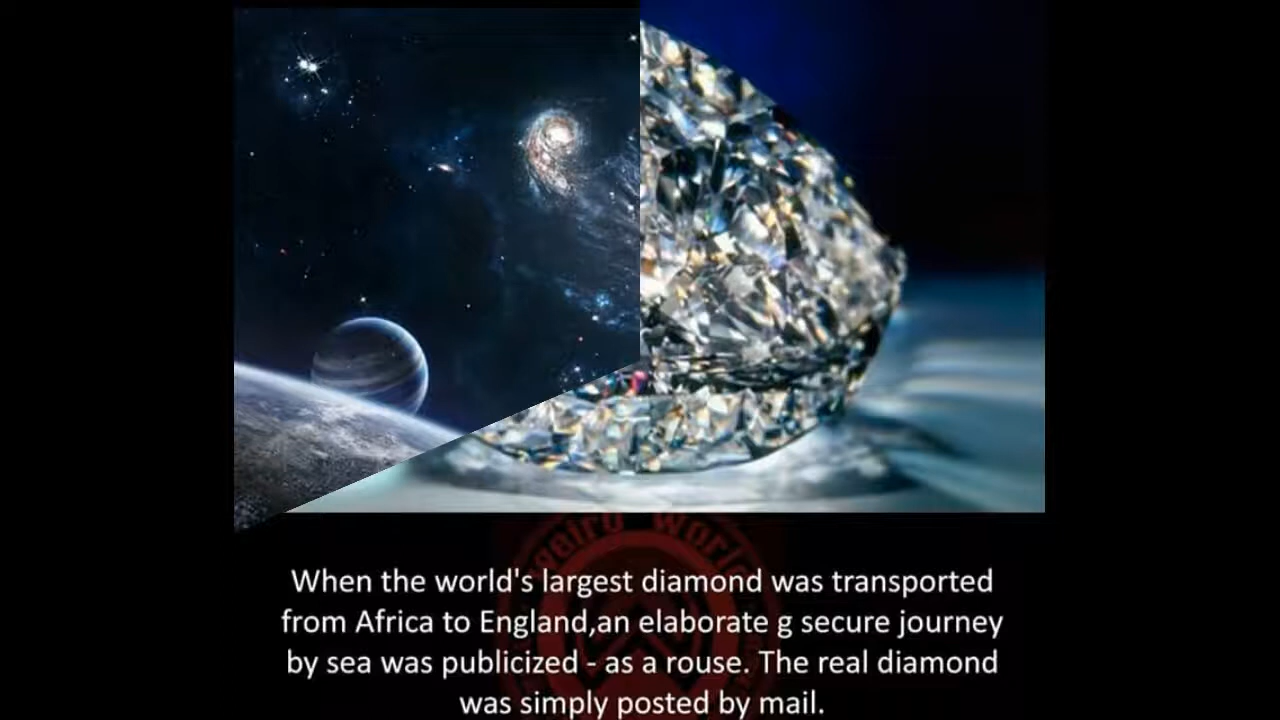 When the world's largest diamond was transported
from Africa to England,an elaborate g secure journey
by sea was publicized - as a rouse. The real diamond
was simply posted by mail.